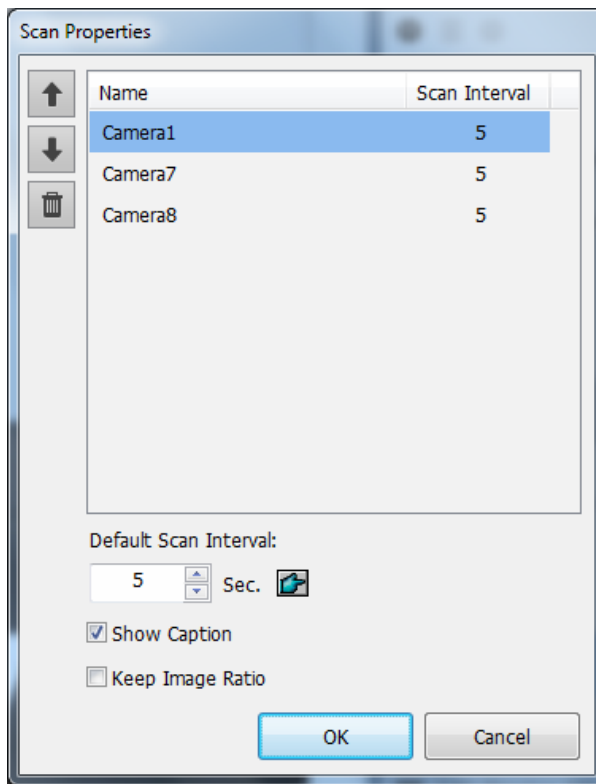 Scan Properties
Name Scan Interval
Camera1 5
Camera7 5
Camera8 5
Default Scan Interval:
5 Sec.
Show Caption
Keep Image Ratio
OK Cancel